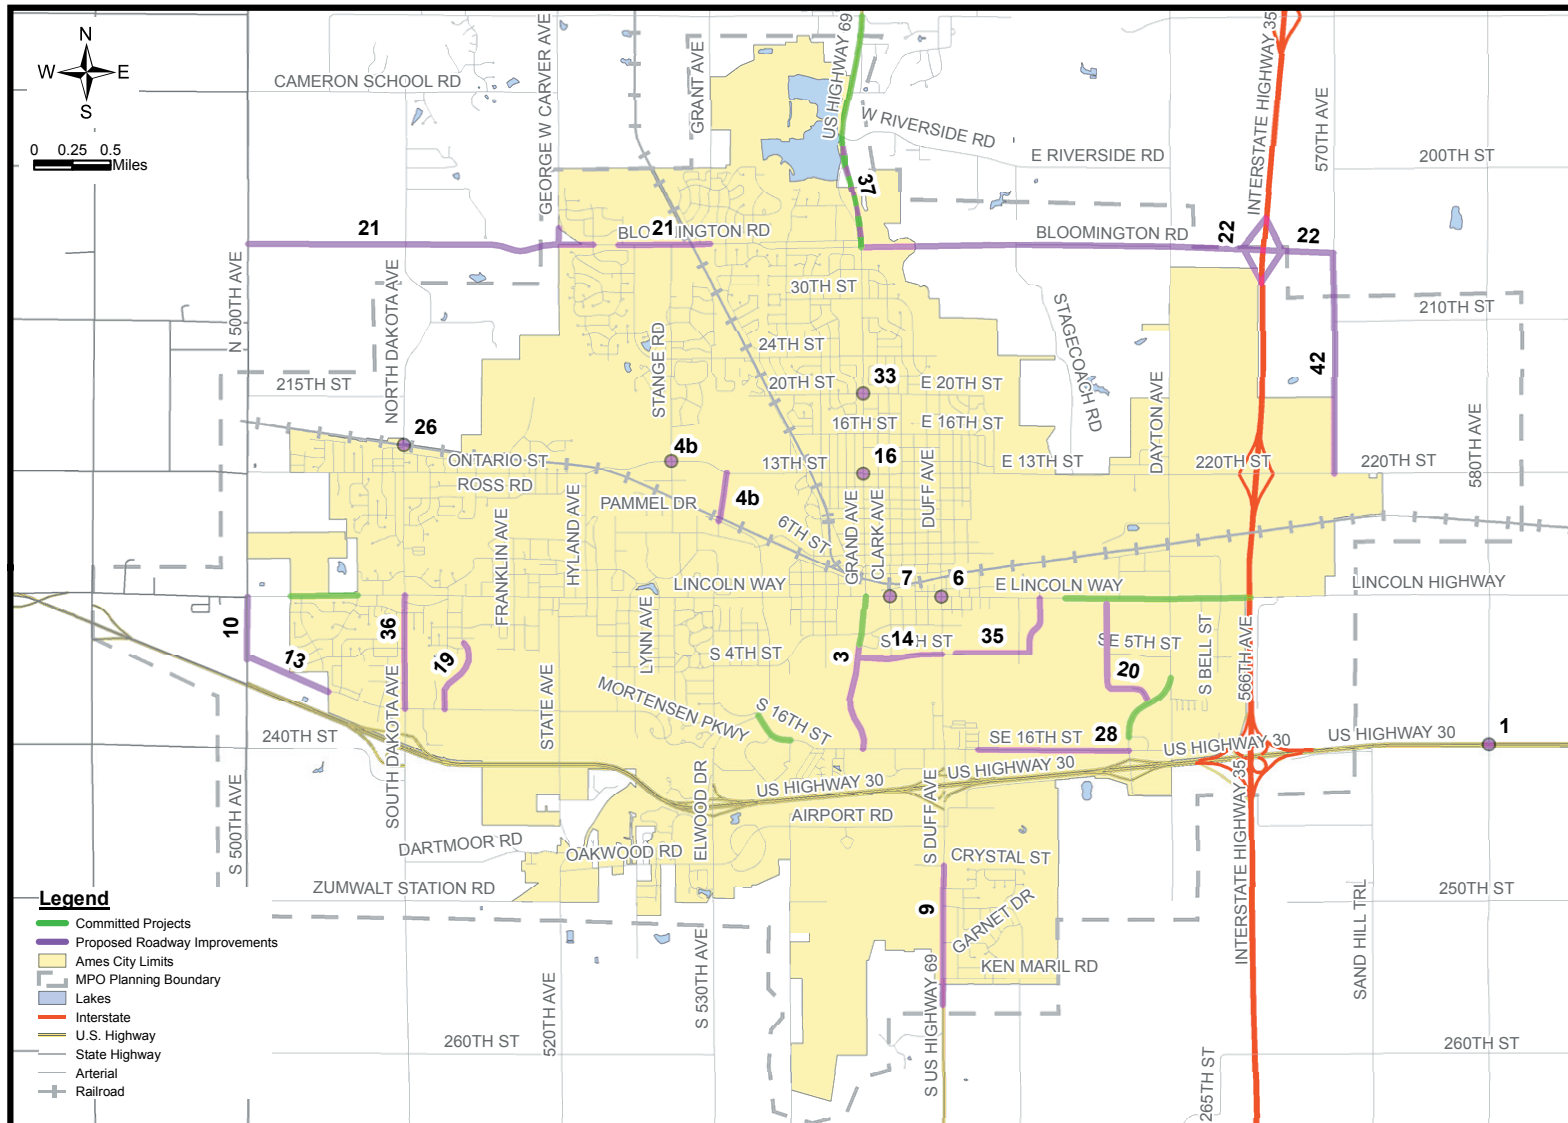 N
W E
S
0 0.25 0.5
Miles
CAMERON SCHOOL RD
GEORGE W CARVER AVE
GRANT AVE
US HIGHWAY 69
W RIVERSIDE RD
E RIVERSIDE RD
INTERSTATE HIGHWAY 35
570TH AVE
200TH ST
37
21
21
BLOOMINGTON RD
BLOOMINGTON RD
22
22
N 500TH AVE
NORTH DAKOTA AVE
30TH ST
STAGECOACH RD
210TH ST
STANGE RD
24TH ST
42
215TH ST
20TH ST
33
E 20TH ST
DAYTON AVE
580TH AVE
26
16TH ST
E 16TH ST
4b
ONTARIO ST
13TH ST
16
E 13TH ST
220TH ST
220TH ST
ROSS RD
4b
PAMMEL DR
DUFF AVE
FRANKLIN AVE
HYLAND AVE
6TH ST
GRAND AVE
CLARK AVE
LINCOLN WAY
7
6
E LINCOLN WAY
LINCOLN HIGHWAY
10
36
LYNN AVE
14
35
SE 5TH ST
S BELL ST
566TH AVE
13
19
S 4TH ST
3
20
SOUTH DAKOTA AVE
STATE AVE
MORTENSEN PKWY
S 16TH ST
240TH ST
SE 16TH ST
28
US HIGHWAY 30
US HIGHWAY 30
1
S 500TH AVE
ELWOOD DR
US HIGHWAY 30
US HIGHWAY 30
AIRPORT RD
S DUFF AVE
DARTMOOR RD
OAKWOOD RD
CRYSTAL ST
INTERSTATE HIGHWAY 35
ZUMWALT STATION RD
9
GARNET DR
SAND HILL TRL
250TH ST
S 530TH AVE
KEN MARIL RD
520TH AVE
S US HIGHWAY 69
260TH ST
260TH ST
265TH ST
Legend
Committed Projects
Proposed Roadway Improvements
Ames City Limits
MPO Planning Boundary
Lakes
Interstate
U.S. Highway
State Highway
Arterial
Railroad